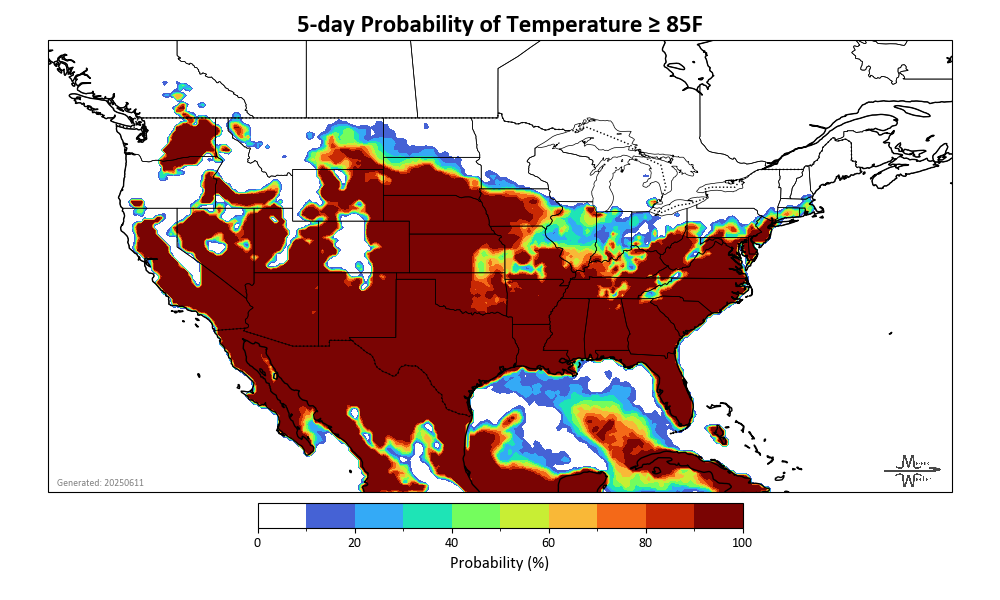 5-day Probability of Temperature ≥ 85F
Generated: 20250611
0 20 40 60 80 100
Probability (%)